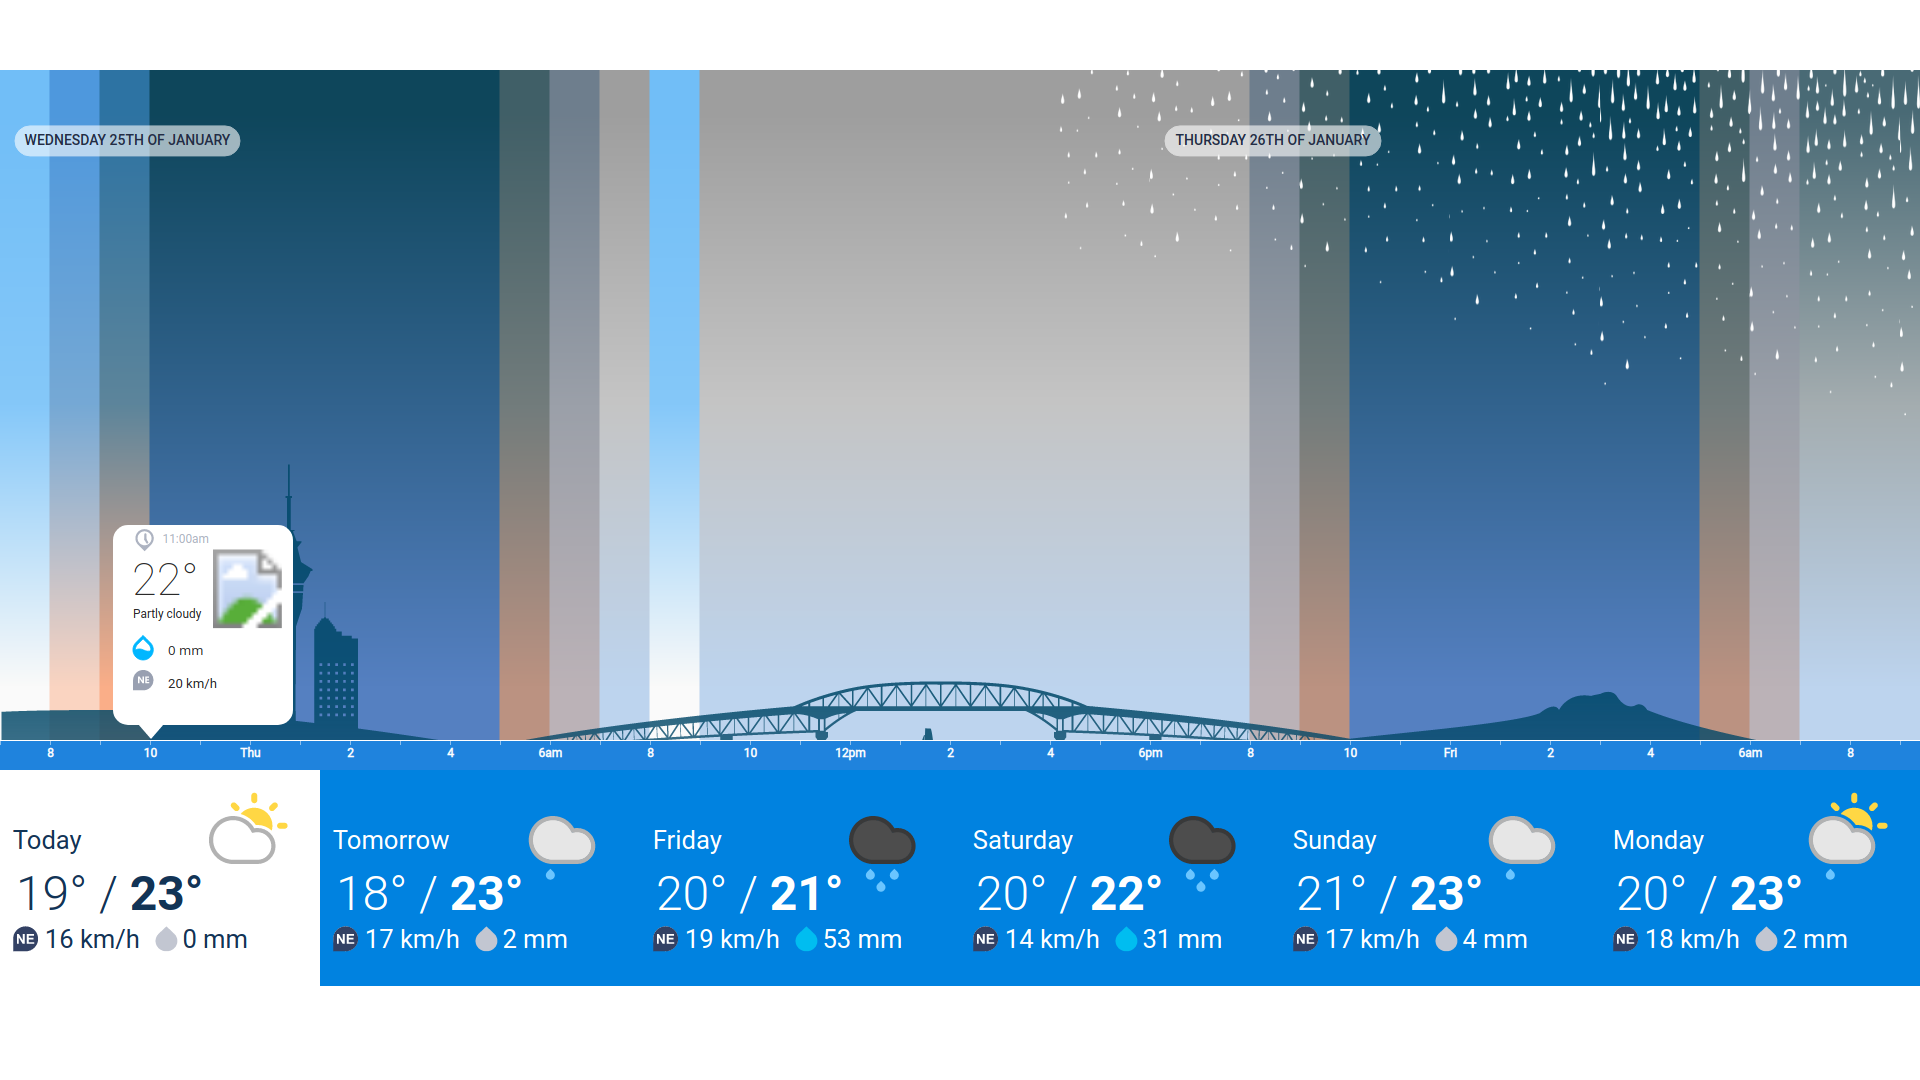 WEDNESDAY 25TH OF JANUARY
THURSDAY 26TH OF JANUARY
11:00am
22°
Partly cloudy
0 mm
NE 20 km/h
8 10 Thu 2 4 6am 8 10 12pm 2 4 6pm 8 10 Fri 2 4 6am 8
Today
19° / 23°
NE 16 km/h 0 mm
Tomorrow
18° / 23°
NE 17 km/h 2 mm
Friday
20° / 21°
NE 19 km/h 53 mm
Saturday
20° / 22°
NE 14 km/h 31 mm
Sunday
21° / 23°
NE 17 km/h 4 mm
Monday
20° / 23°
NE 18 km/h 2 mm